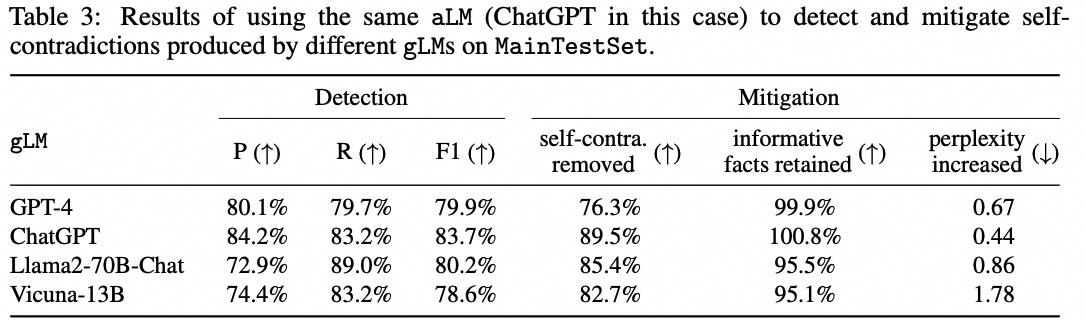 Table 3: Results of using the same aLM (ChatGPT in this case) to detect and mitigate self-
contradictions produced by different gLMs on MainTestSet.
Detection Mitigation
gLM P (↑) R (↑) F1 (↑) self-contra. removed (↑) informative facts retained (↑) perplexity increased (↓)
GPT-4 80.1% 79.7% 79.9% 76.3% 99.9% 0.67
ChatGPT 84.2% 83.2% 83.7% 89.5% 100.8% 0.44
Llama2-70B-Chat 72.9% 89.0% 80.2% 85.4% 95.5% 0.86
Vicuna-13B 74.4% 83.2% 78.6% 82.7% 95.1% 1.78